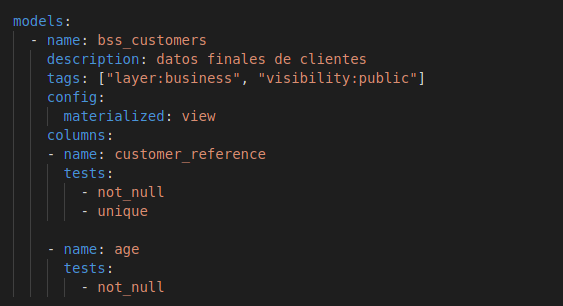 models:
  - name: bss_customers
    description: datos finales de clientes
    tags: ["layer:business", "visibility:public"]
    config:
      materialized: view
    columns:
    - name: customer_reference
      tests:
        - not_null
        - unique

    - name: age
      tests:
        - not_null